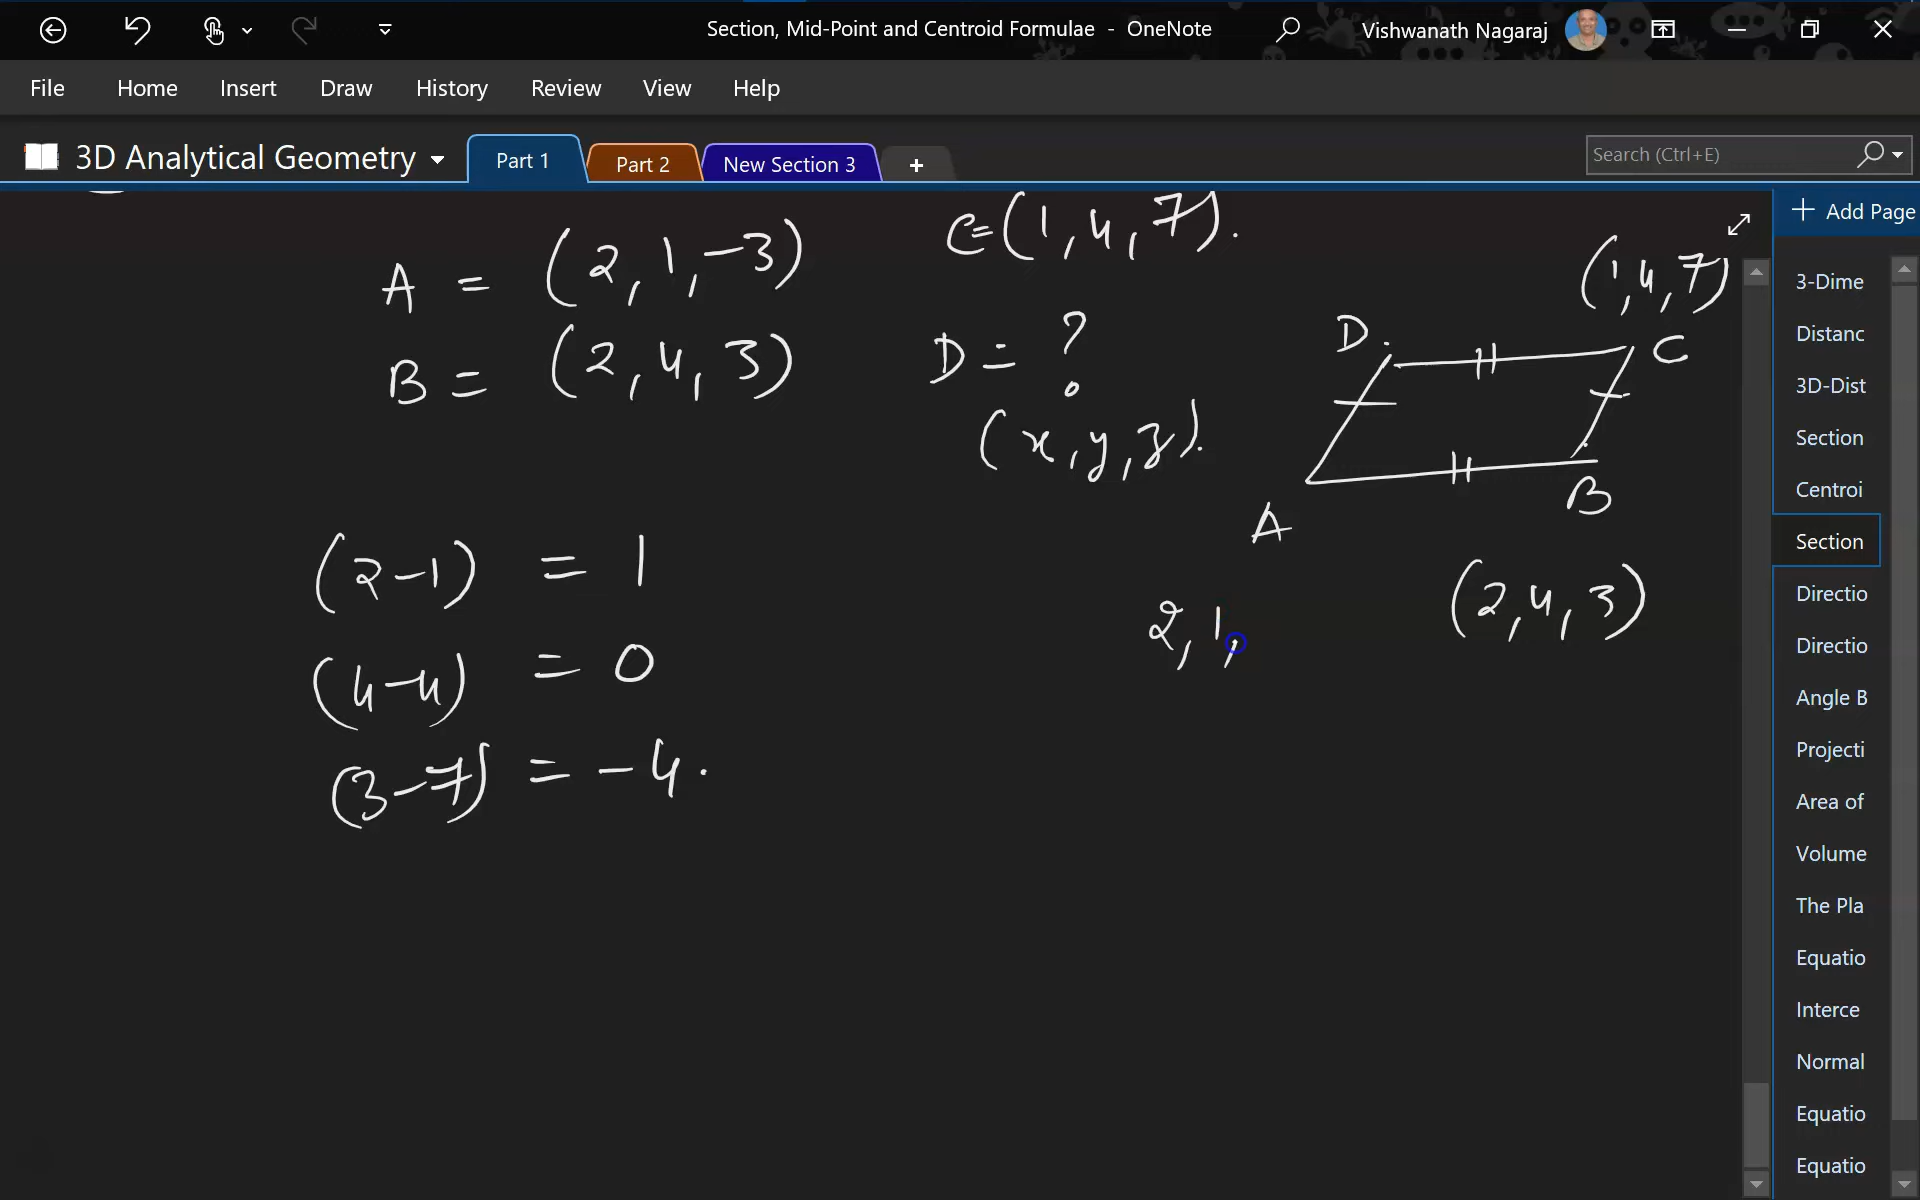 Section, Mid-Point and Centroid Formulae - OneNote
Vishwanath Nagaraj
File Home Insert Draw History Review View Help
3D Analytical Geometry
Part 1
Part 2
New Section 3
+
Search (Ctrl+E)
+ Add Page
3-Dime
Distanc
3D-Dist
Section
Centroi
Section
Directio
Directio
Angle B
Projecti
Area of
Volume
The Pla
Equatio
Interce
Normal
Equatio
Equatio
A = (2, 1, -3)
C = (1, 4, 7).
B = (2, 4, 3)
D = ?
(x, y, z).
(1, 4, 7)
D
C
A
B
(2, 4, 3)
2, 1,
(2-1) = 1
(4-4) = 0
(3-7) = -4.